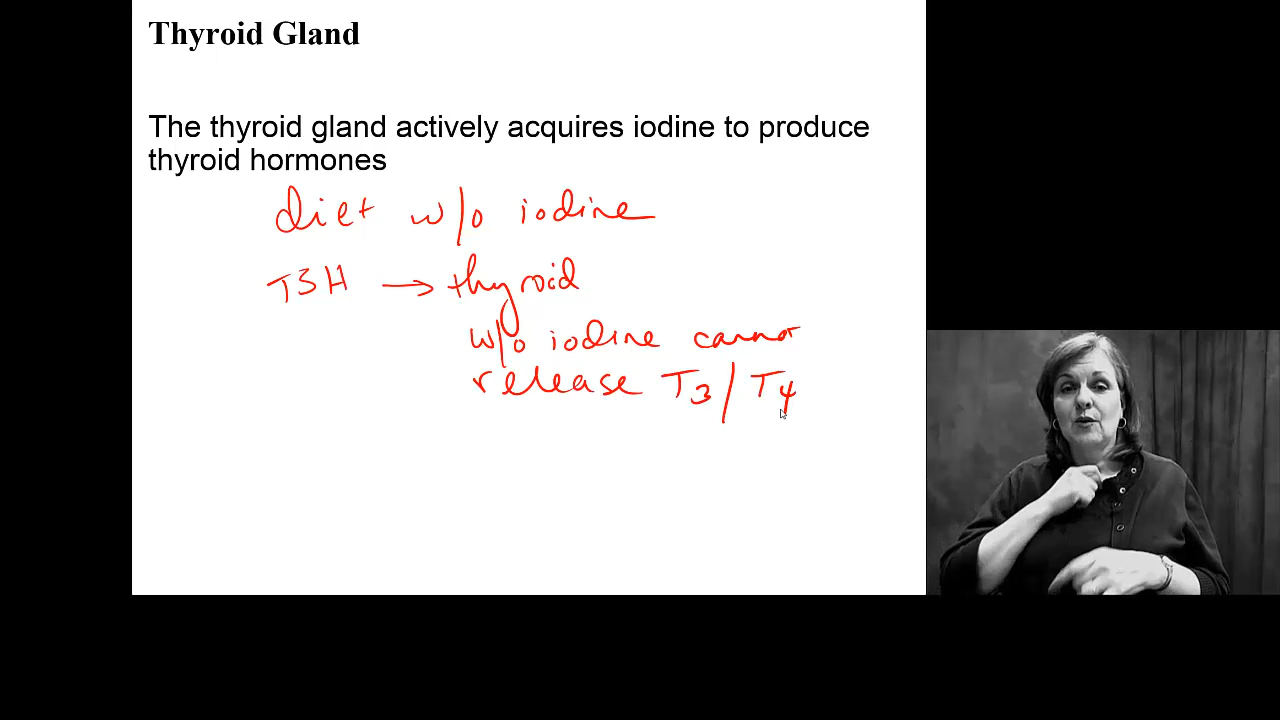 Thyroid Gland
The thyroid gland actively acquires iodine to produce
thyroid hormones
diet w/o iodine
TSH → thyroid
w/o iodine cannot
release T3/T4